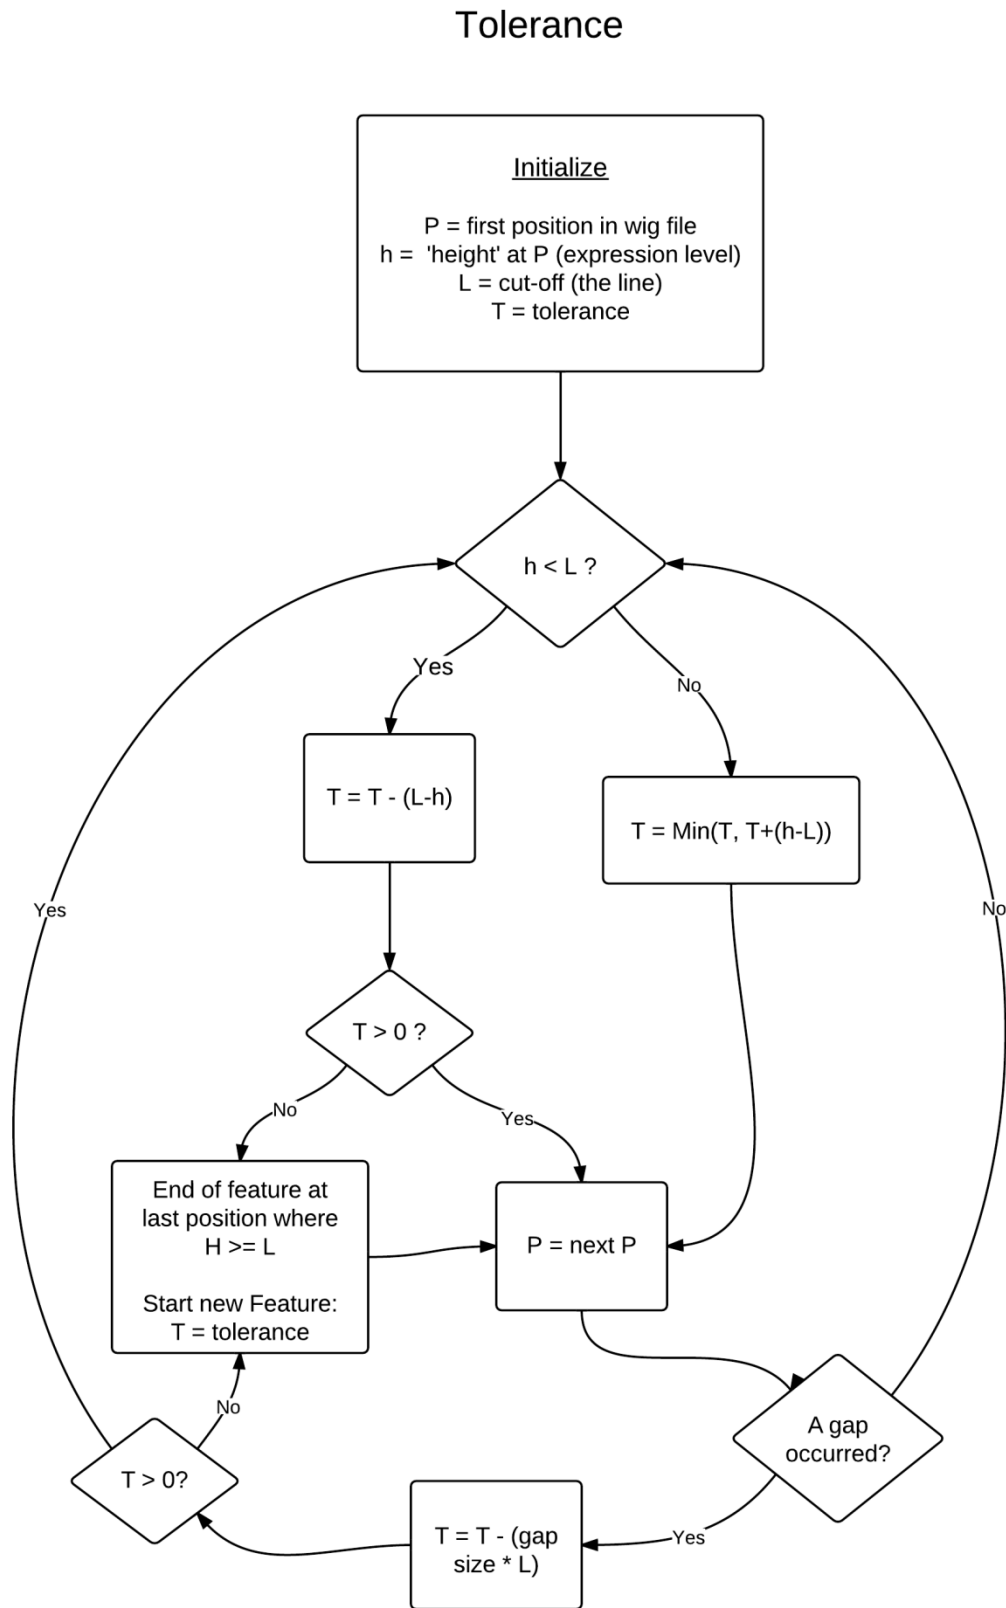 Tolerance
Initialize
P = first position in wig file
h = 'height' at P (expression level)
L = cut-off (the line)
T = tolerance
h < L ?
Yes
No
T = T - (L-h)
T = Min(T, T+(h-L))
Yes
No
T > 0 ?
No
Yes
End of feature at
last position where
H >= L
Start new Feature:
T = tolerance
P = next P
No
A gap
occurred?
T > 0?
T = T - (gap
size * L)
Yes